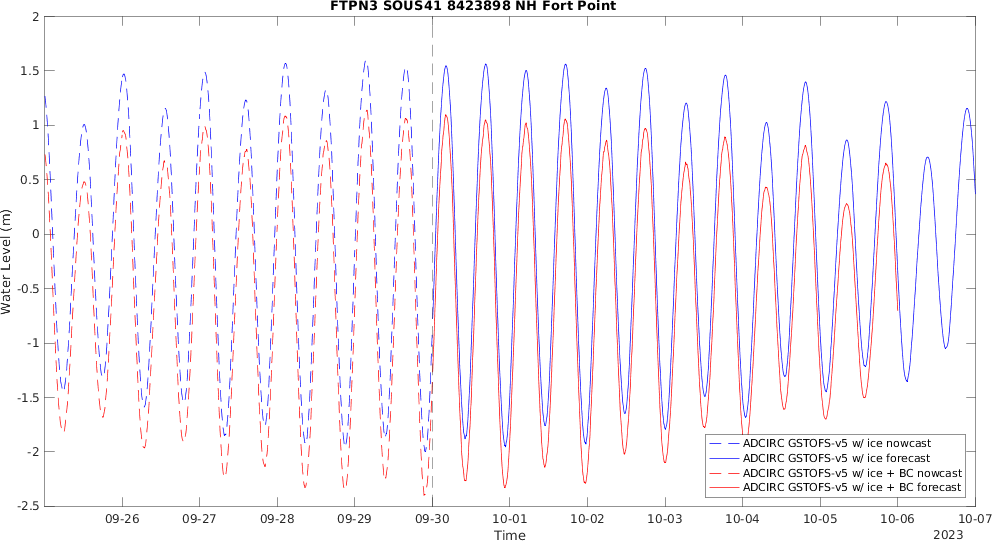 FTPN3 SOUS41 8423898 NH Fort Point
2
1.5
1
0.5
0
-0.5
-1
-1.5
-2
-2.5
Water Level (m)
ADCIRC GSTOFS-v5 w/ ice nowcast
ADCIRC GSTOFS-v5 w/ ice forecast
ADCIRC GSTOFS-v5 w/ ice + BC nowcast
ADCIRC GSTOFS-v5 w/ ice + BC forecast
09-26 09-27 09-28 09-29 09-30 10-01 10-02 10-03 10-04 10-05 10-06 10-07
Time
2023